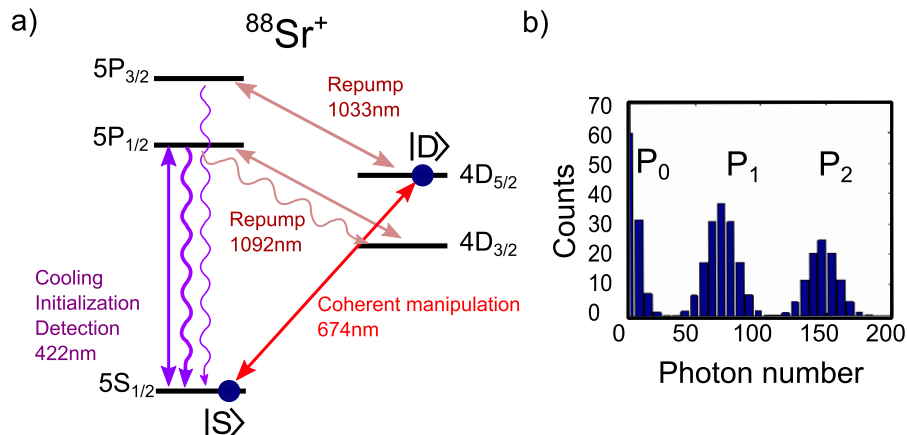 a)
⁸⁸Sr⁺
5P₃/₂
5P₁/₂
Repump
1033nm
|D⟩
4D₅/₂
Repump
1092nm
4D₃/₂
Cooling
Initialization
Detection
422nm
Coherent manipulation
674nm
5S₁/₂
|S⟩
b)
70
60
50
40
30
20
10
0
Counts
P₀
P₁
P₂
0
50
100
150
200
Photon number